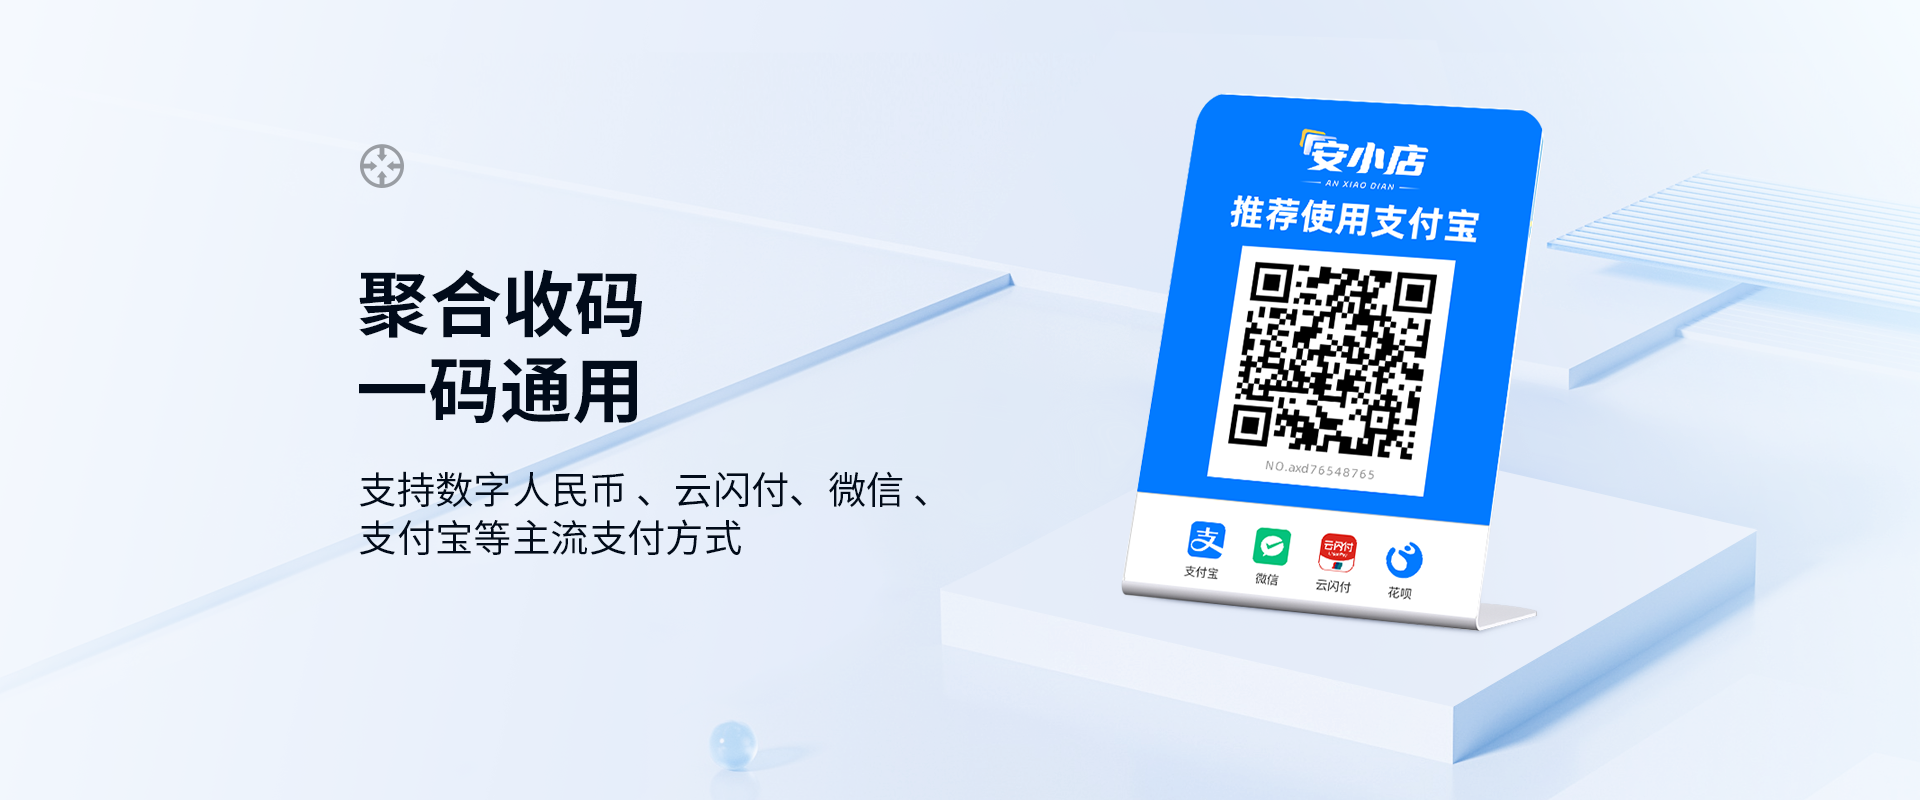 聚合收码
一码通用
支持数字人民币 、云闪付、微信 、
支付宝等主流支付方式
安小店
AN XIAO DIAN
推荐使用支付宝
NO.axd76548765
支付宝
微信
云闪付
花呗